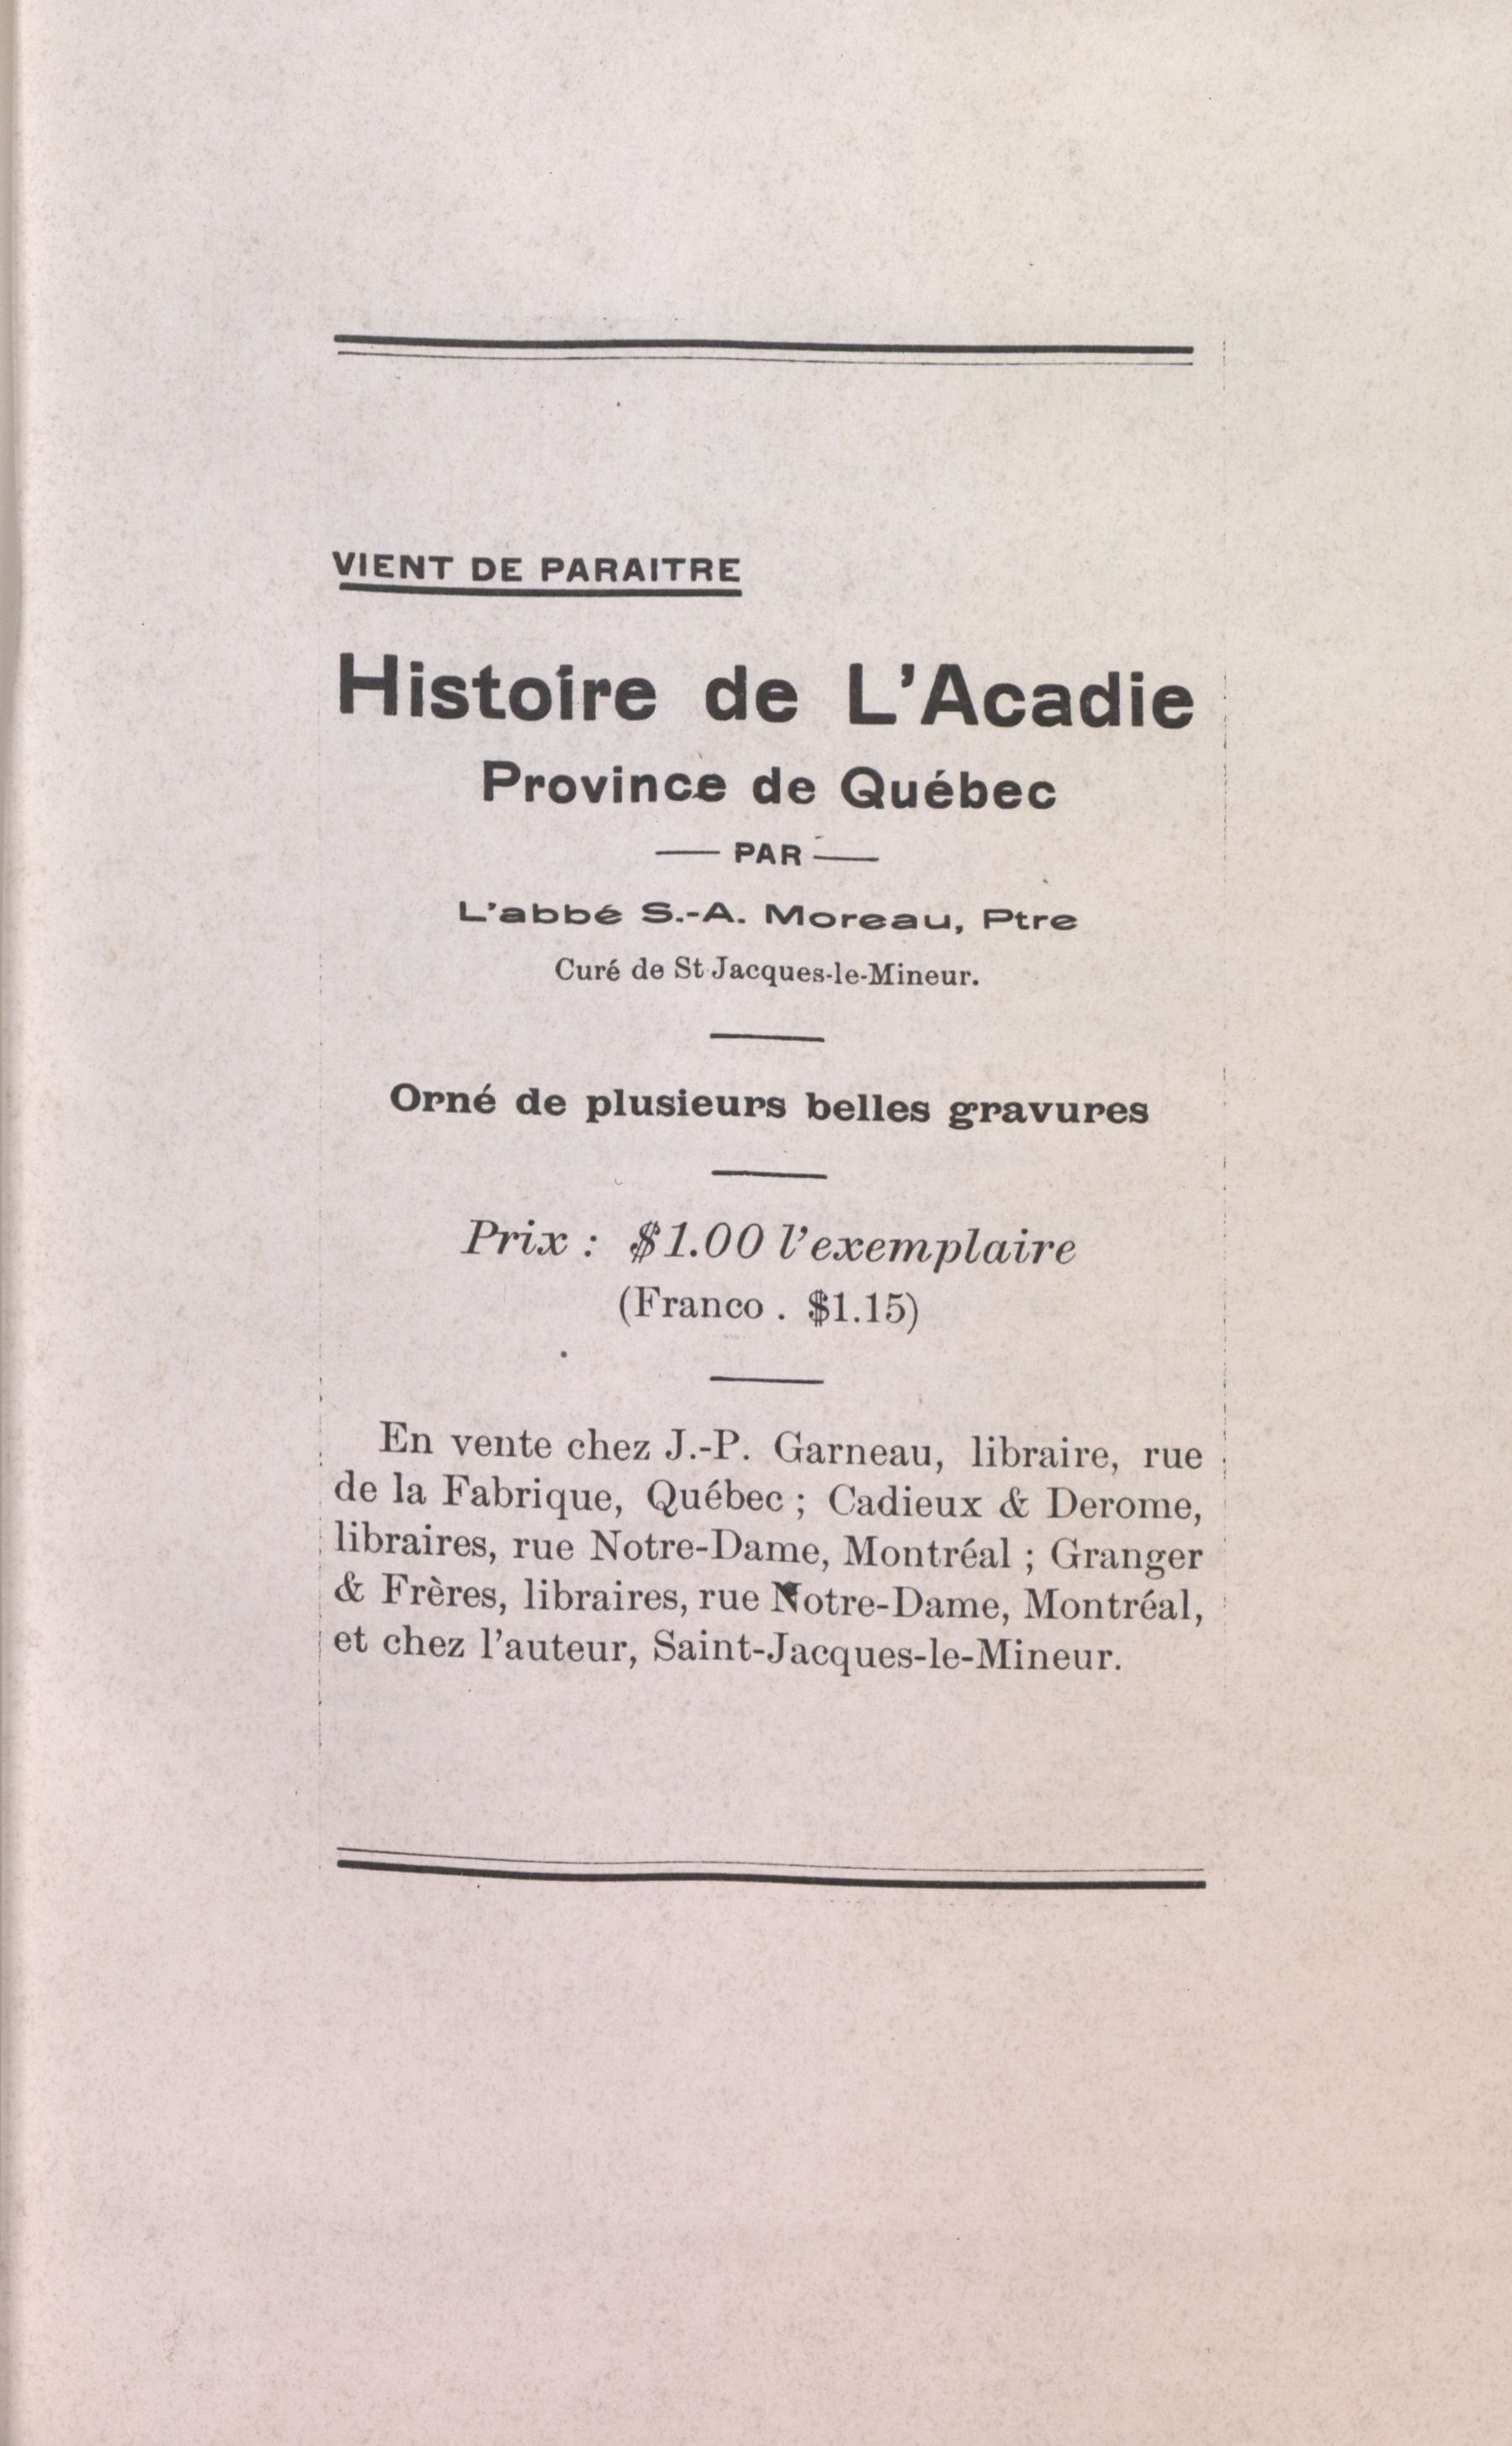 VIENT DE PARAITRE
Histoire de L'Acadie
Province de Québec
— PAR —
L'abbé S.-A. Moreau, Ptre
Curé de St Jacques-le-Mineur.
Orné de plusieurs belles gravures
Prix : $1.00 l'exemplaire
(Franco . $1.15)
En vente chez J.-P. Garneau, libraire, rue
de la Fabrique, Québec ; Cadieux & Derome,
libraires, rue Notre-Dame, Montréal ; Granger
& Frères, libraires, rue Notre-Dame, Montréal,
et chez l'auteur, Saint-Jacques-le-Mineur.